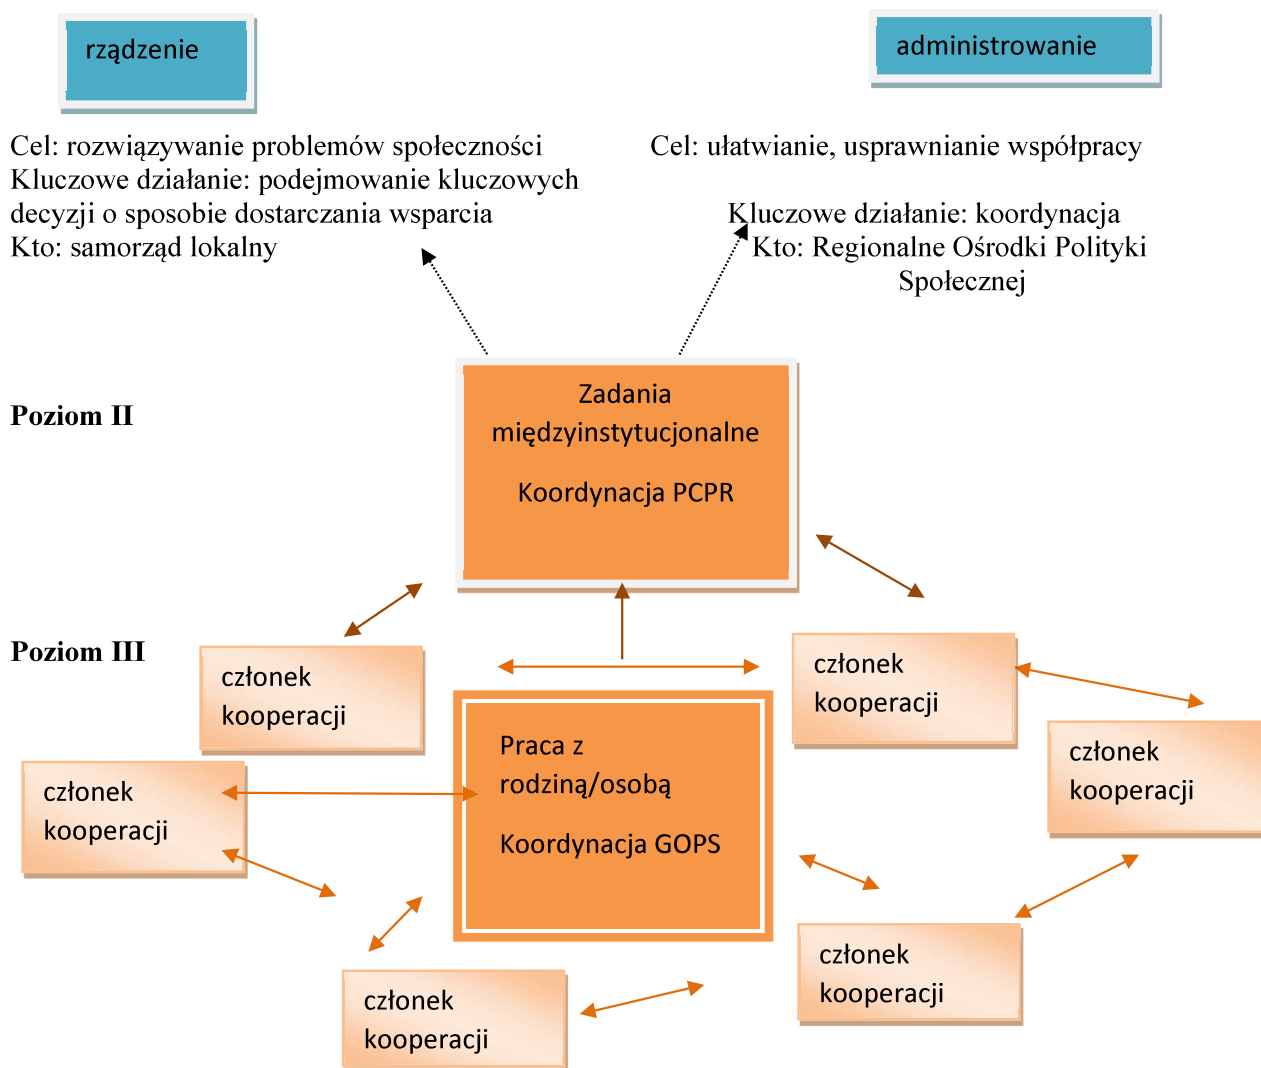 rządzenie
administrowanie
Cel: rozwiązywanie problemów społeczności
Kluczowe działanie: podejmowanie kluczowych
decyzji o sposobie dostarczania wsparcia
Kto: samorząd lokalny
Cel: ułatwianie, usprawnianie współpracy
Kluczowe działanie: koordynacja
Kto: Regionalne Ośrodki Polityki
Społecznej
Poziom II
Zadania
międzyinstytucjonalne
Koordynacja PCPR
Poziom III
członek
kooperacji
członek
kooperacji
członek
kooperacji
członek
kooperacji
Praca z
rodziną/osobą
Koordynacja GOPS
członek
kooperacji
członek
kooperacji